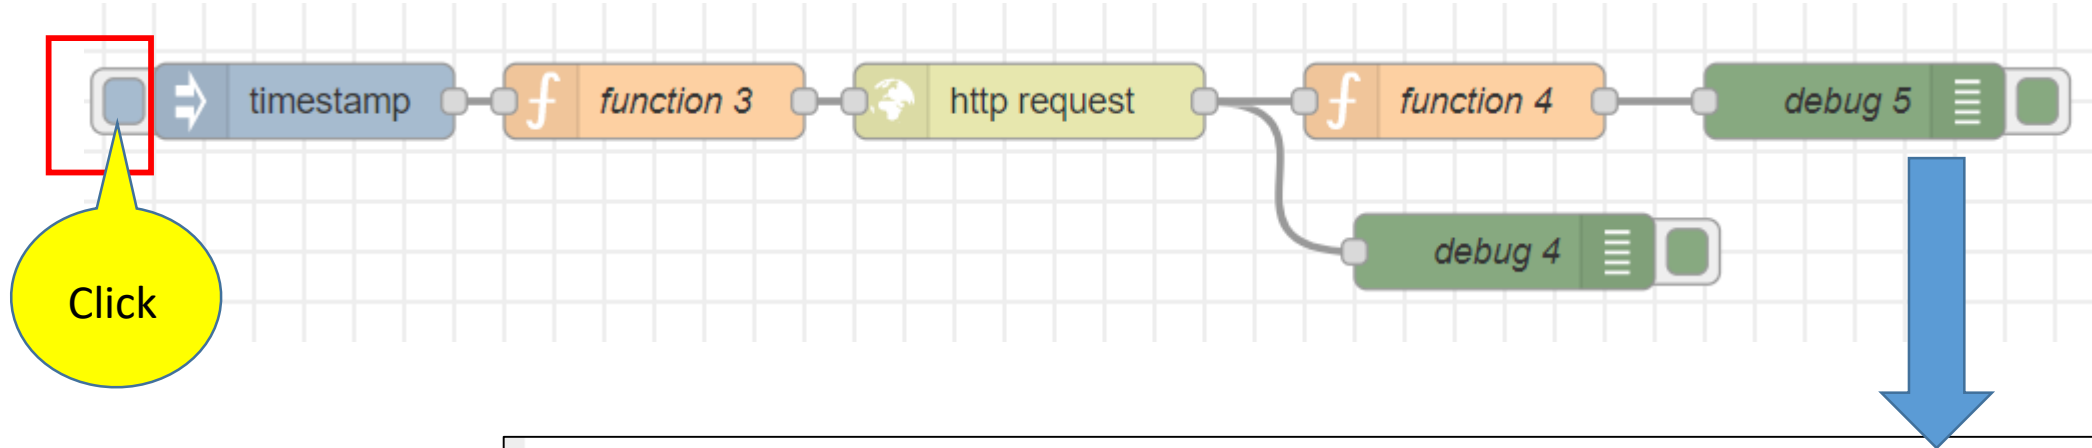 timestamp
function 3
http request
function 4
debug 5
debug 4
Click